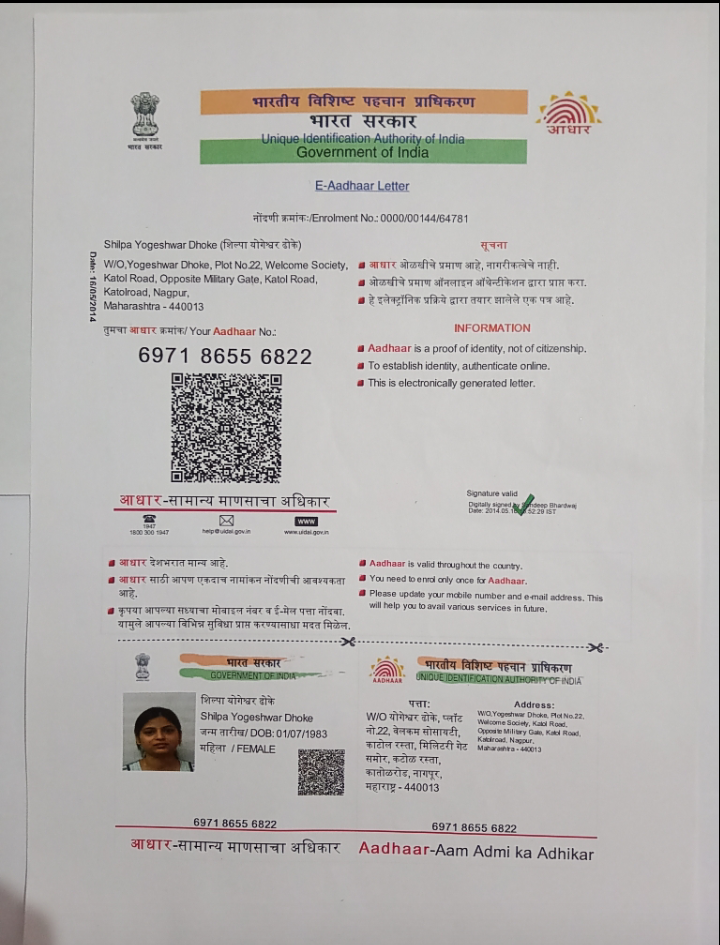 भारतीय विशिष्ट पहचान प्राधिकरण
भारत सरकार
Unique Identification Authority of India
Government of India
भारत सरकार
आधार
E-Aadhaar Letter
नोंदणी क्रमांक:/Enrolment No.: 0000/00144/64781
Date: 16/05/2014
Shilpa Yogeshwar Dhoke (शिल्पा योगेश्वर ढोके)
W/O,Yogeshwar Dhoke, Plot No.22, Welcome Society,
Katol Road, Opposite Military Gate, Katol Road,
Katolroad, Nagpur,
Maharashtra - 440013
तुमचा आधार क्रमांक/ Your Aadhaar No.:
6971 8655 6822
सूचना
आधार ओळखीचे प्रमाण आहे, नागरीकत्वेचे नाही.
ओळखीचे प्रमाण ऑनलाइन ऑथेन्टीकेशन द्वारा प्राप्त करा.
हे इलेक्ट्रॉनिक प्रक्रिये द्वारा तयार झालेले एक पत्र आहे.
INFORMATION
Aadhaar is a proof of identity, not of citizenship.
To establish identity, authenticate online.
This is electronically generated letter.
आधार-सामान्य माणसाचा अधिकार
1947
1800 300 1947
help@uidai.gov.in
WWW
www.uidai.gov.in
Signature valid
Digitally signed by Sandeep Bhardwaj
Date: 2014.05.16 :52:29 IST
आधार देशभरात मान्य आहे.
आधार साठी आपण एकदाच नामांकन नोंदणीची आवश्यकता
आहे.
कृपया आपल्या सध्याचा मोबाइल नंबर व ई-मेल पत्ता नोंदवा.
यामुले आपल्या विभिन्न सुविधा प्राप्त करण्यासाधा मदत मिळेल.
Aadhaar is valid throughout the country.
You need to enrol only once for Aadhaar.
Please update your mobile number and e-mail address. This
will help you to avail various services in future.
भारत सरकार
GOVERNMENT OF INDIA
शिल्पा योगेश्वर ढोके
Shilpa Yogeshwar Dhoke
जन्म तारीख/ DOB: 01/07/1983
महिला / FEMALE
6971 8655 6822
आधार-सामान्य माणसाचा अधिकार
AADHAAR
भारतीय विशिष्ट पहचान प्राधिकरण
UNIQUE IDENTIFICATION AUTHORITY OF INDIA
पत्ता:
W/O योगेश्वर ढोके, प्लॉट
नो.22, वेलकम सोसायटी,
काटोल रस्ता, मिलिटरी गेट
समोर, कटोळ रस्ता,
कातोळरोड, नागपुर,
महाराष्ट्र - 440013
Address:
W/O,Yogeshwar Dhoke, Plot No.22,
Welcome Society, Katol Road,
Opposite Military Gate, Katol Road,
Katolroad, Nagpur,
Maharashtra - 440013
6971 8655 6822
Aadhaar-Aam Admi ka Adhikar